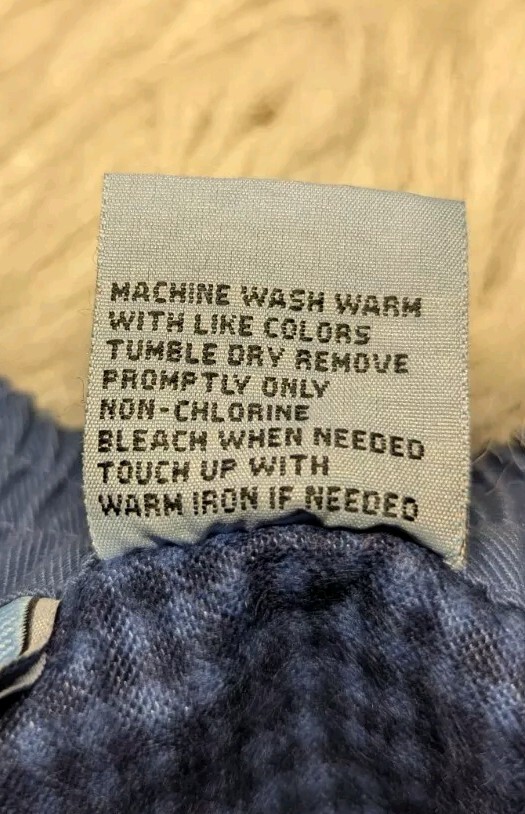 MACHINE WASH WARM
WITH LIKE COLORS
TUMBLE DRY REMOVE
PROMPTLY ONLY
NON-CHLORINE
BLEACH WHEN NEEDED
TOUCH UP WITH
WARM IRON IF NEEDED